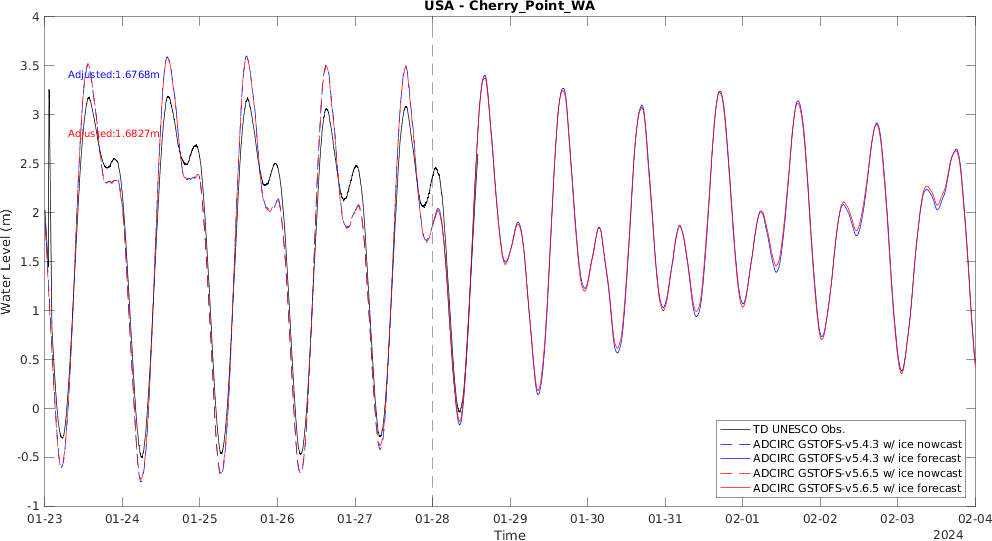 USA - Cherry_Point_WA
Water Level (m)
4
3.5
3
2.5
2
1.5
1
0.5
0
-0.5
-1
Adjusted:1.6768m
Adjusted:1.6827m
TD UNESCO Obs.
ADCIRC GSTOFS-v5.4.3 w/ ice nowcast
ADCIRC GSTOFS-v5.4.3 w/ ice forecast
ADCIRC GSTOFS-v5.6.5 w/ ice nowcast
ADCIRC GSTOFS-v5.6.5 w/ ice forecast
01-23 01-24 01-25 01-26 01-27 01-28 01-29 01-30 01-31 02-01 02-02 02-03 02-04
Time
2024